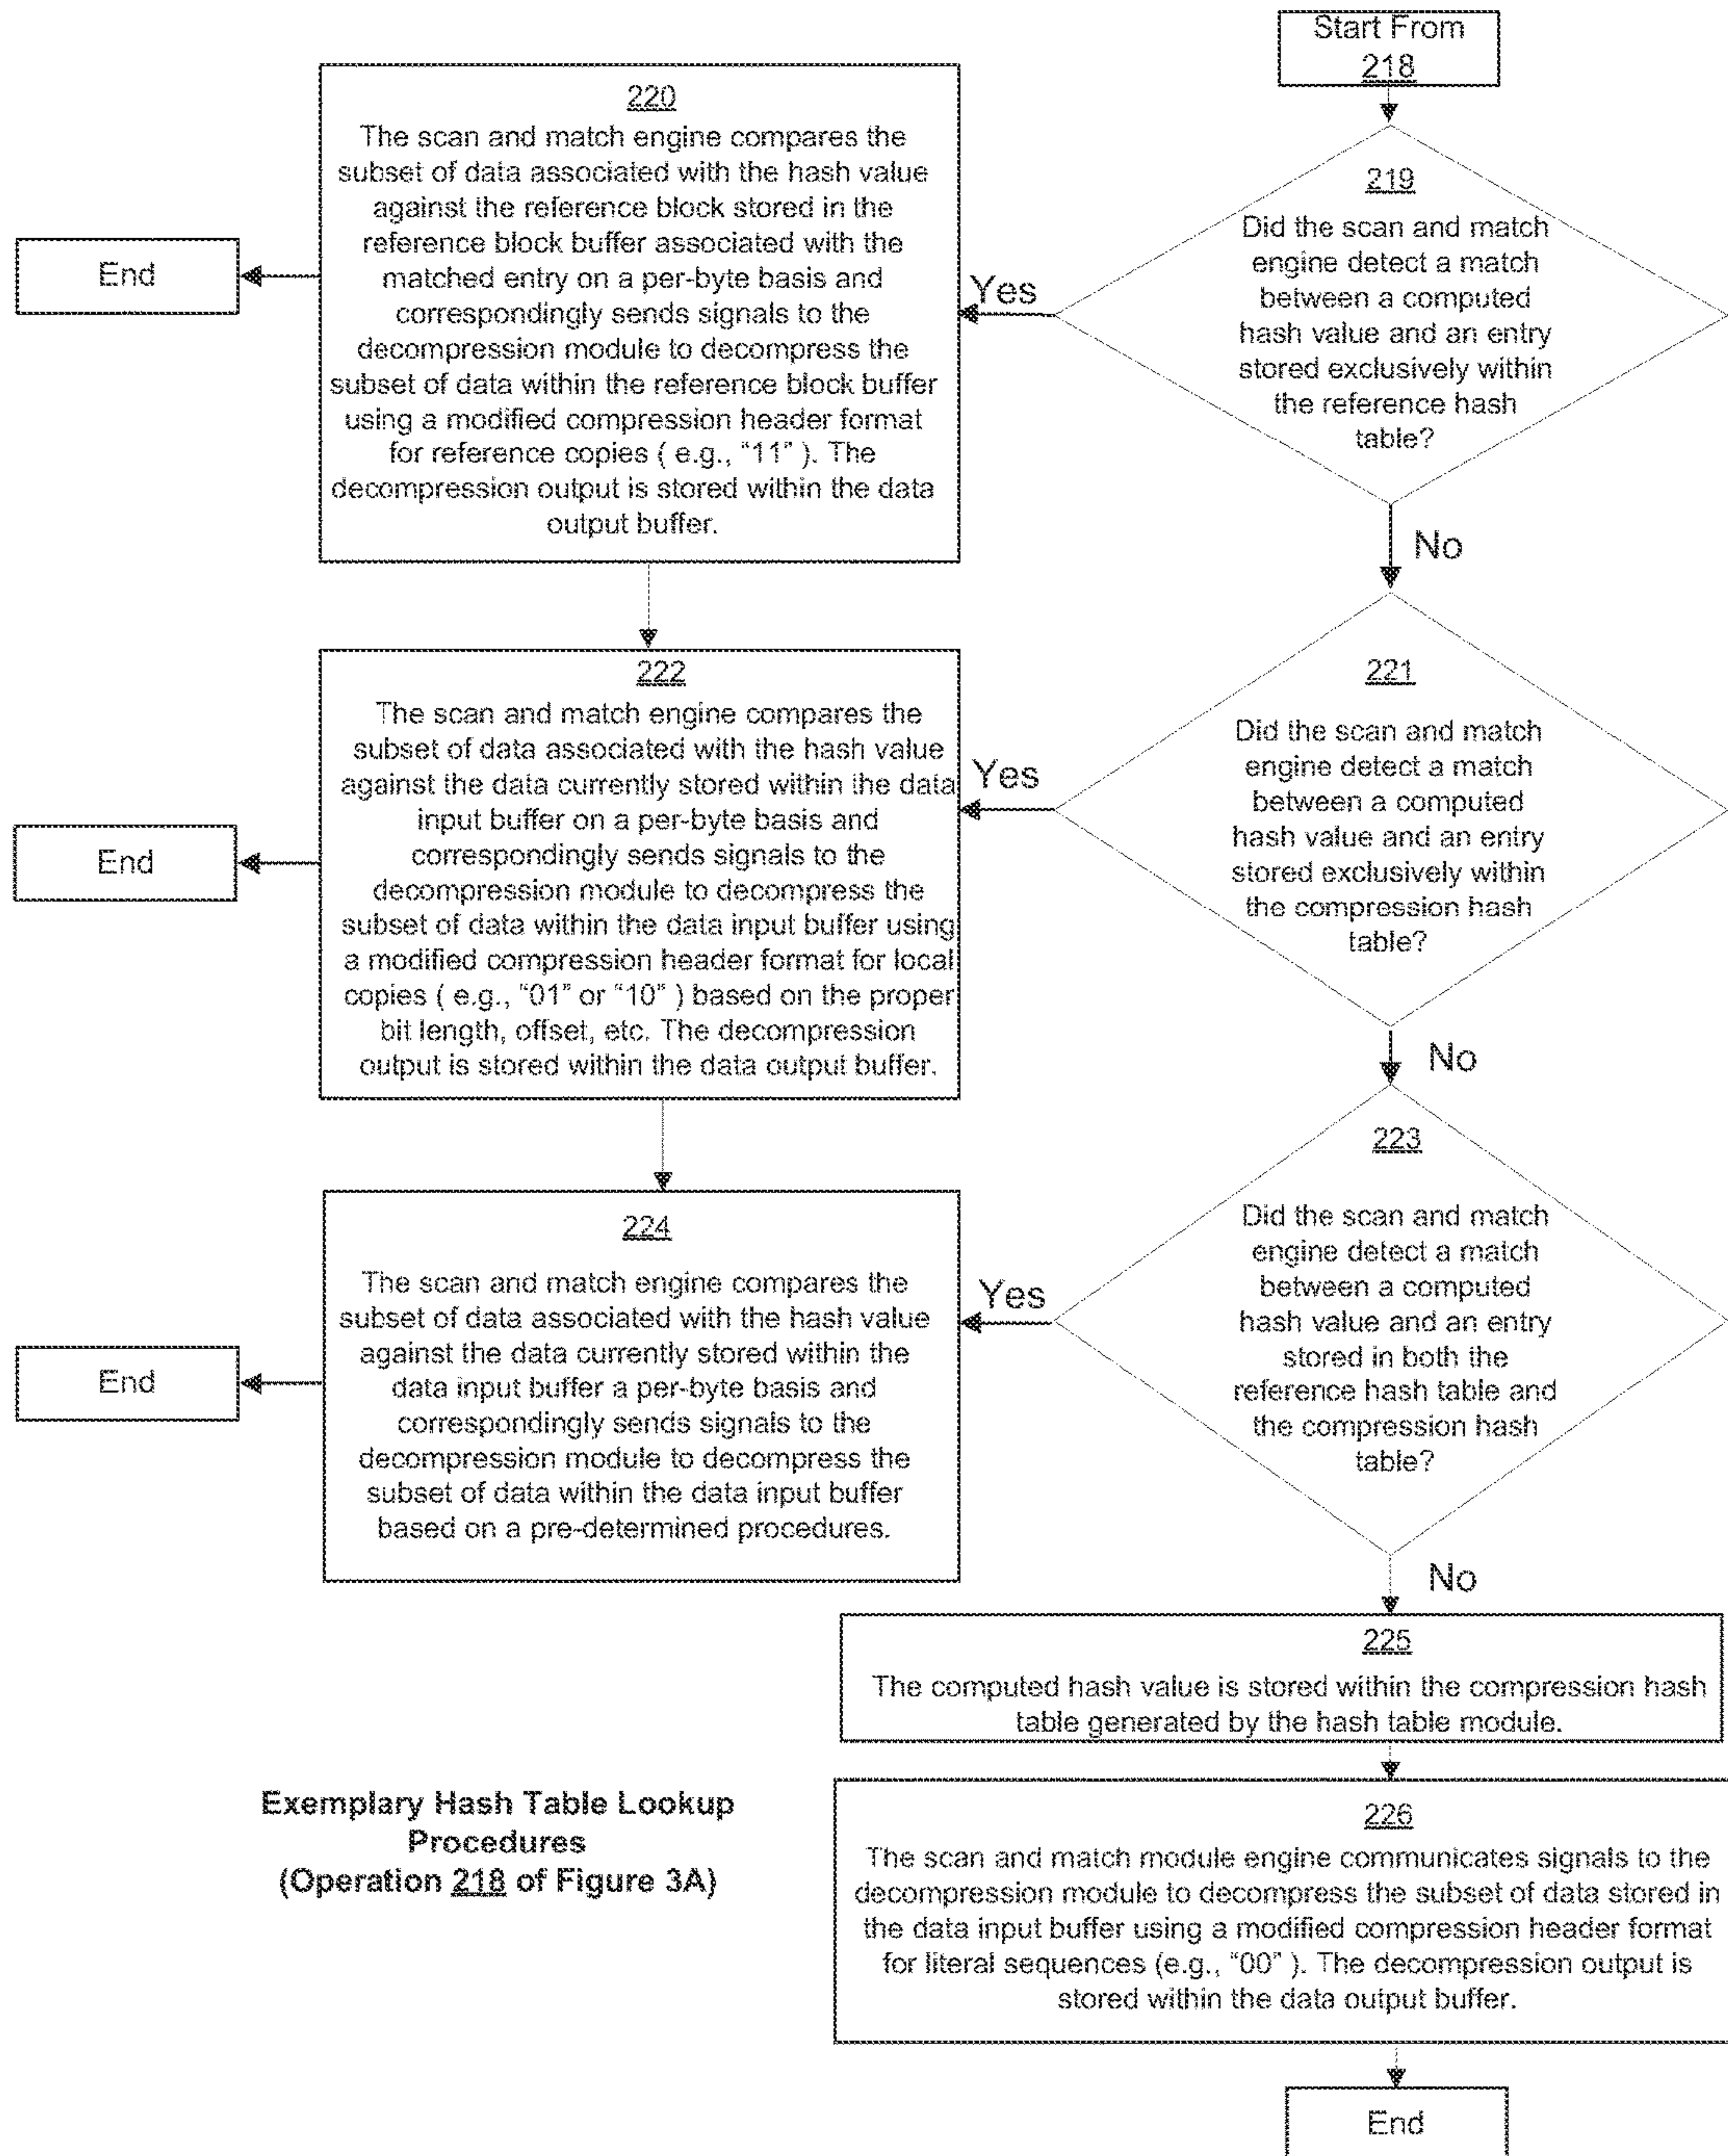 Start From
218
220
The scan and match engine compares the
subset of data associated with the hash value
against the reference block stored in the
reference block buffer associated with the
matched entry on a per-byte basis and
correspondingly sends signals to the
decompression module to decompress the
subset of data within the reference block buffer
using a modified compression header format
for reference copies ( e.g., "11" ). The
decompression output is stored within the data
output buffer.
End
Yes
219
Did the scan and match
engine detect a match
between a computed
hash value and an entry
stored exclusively within
the reference hash
table?
No
222
The scan and match engine compares the
subset of data associated with the hash value
against the data currently stored within the data
input buffer on a per-byte basis and
correspondingly sends signals to the
decompression module to decompress the
subset of data within the data input buffer using
a modified compression header format for local
copies ( e.g., "01" or "10" ) based on the proper
bit length, offset, etc. The decompression
output is stored within the data output buffer.
End
Yes
221
Did the scan and match
engine detect a match
between a computed
hash value and an entry
stored exclusively within
the compression hash
table?
No
224
The scan and match engine compares the
subset of data associated with the hash value
against the data currently stored within the
data input buffer a per-byte basis and
correspondingly sends signals to the
decompression module to decompress the
subset of data within the data input buffer
based on a pre-determined procedures.
End
Yes
223
Did the scan and match
engine detect a match
between a computed
hash value and an entry
stored in both the
reference hash table and
the compression hash
table?
No
225
The computed hash value is stored within the compression hash
table generated by the hash table module.
226
The scan and match module engine communicates signals to the
decompression module to decompress the subset of data stored in
the data input buffer using a modified compression header format
for literal sequences (e.g., "00" ). The decompression output is
stored within the data output buffer.
End
Exemplary Hash Table Lookup
Procedures
(Operation 218 of Figure 3A)